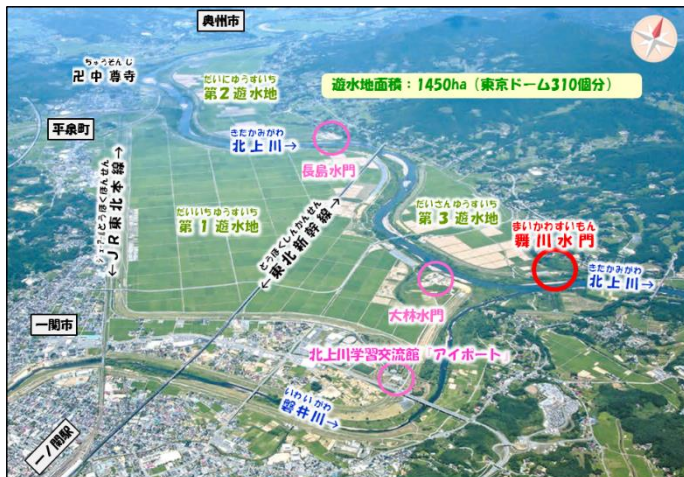 奥州市
ちゅうそんじ
卍中尊寺
だいにゆうすいち
第2遊水地
遊水地面積：1450ha（東京ドーム310個分）
平泉町
きたかみがわ
北上川→
長島水門
ジェイアールとうほくほんせん
←JR東北本線→
だいいちゆうすいち
第1遊水地
とうほくしんかんせん
←東北新幹線→
だいさんゆうすいち
第3遊水地
まいかわすいもん
舞川水門
きたかみがわ
北上川→
大林水門
一関市
北上川学習交流館「アイポート」
いわいがわ
磐井川
一ノ関駅